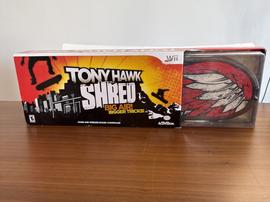 Wii
TONY HAWK
SHRED
BIG AIR!
BIGGER TRICKS!
ACTIVISION